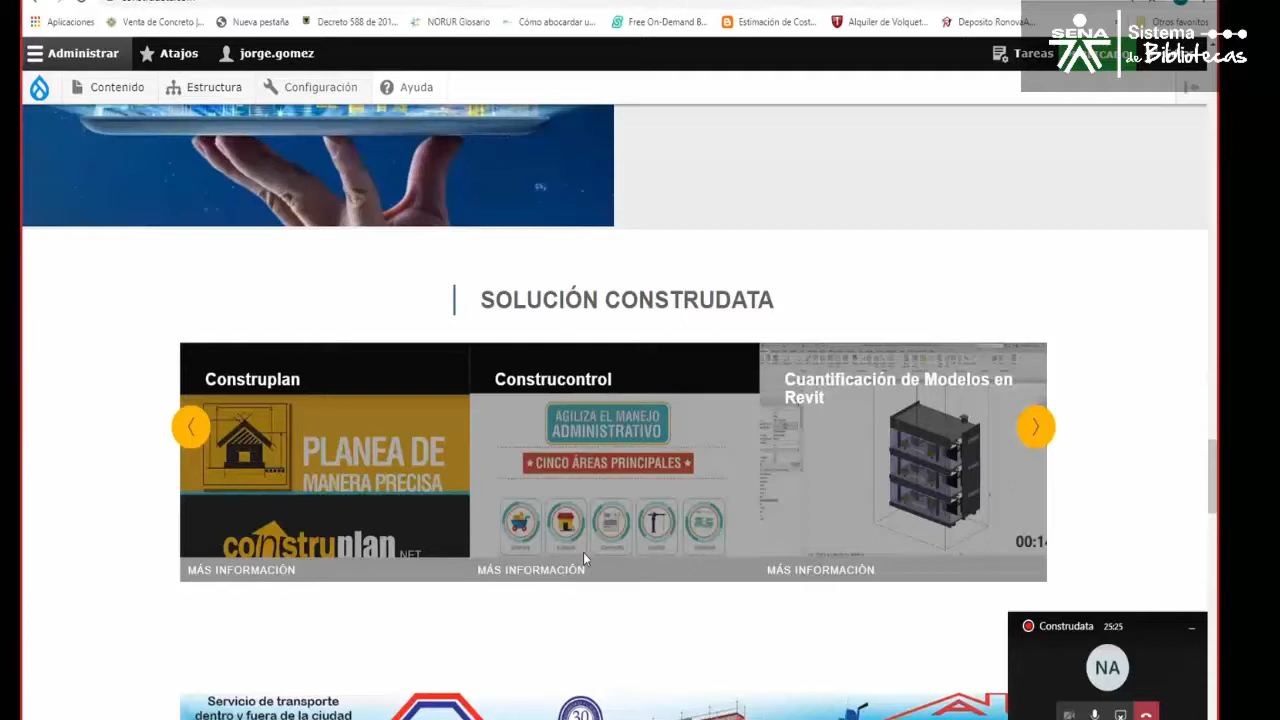 Aplicaciones
Venta de Concreto |...
Nueva pestaña
Decreto 588 de 201...
NORUR Glosario
Cómo abocardar u...
Free On-Demand B...
Estimación de Cost...
Alquiler de Volquet...
Deposito RonovA...
Otros favoritos
Administrar
Atajos
jorge.gomez
Tareas
SENA
Sistema
de Bibliotecas
Contenido
Estructura
Configuración
Ayuda
SOLUCIÓN CONSTRUDATA
Construplan
PLANEA DE
MANERA PRECISA
construplan.NET
MÁS INFORMACIÓN
Construcontrol
AGILIZA EL MANEJO
ADMINISTRATIVO
CINCO ÁREAS PRINCIPALES
MÁS INFORMACIÓN
Cuantificación de Modelos en
Revit
MÁS INFORMACIÓN
Construdata 25:25
NA
Servicio de transporte
dentro y fuera de la ciudad
30